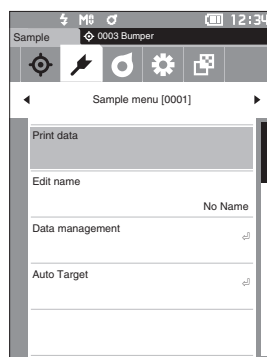 M 12:34
Sample
0003 Bumper
Sample menu [0001]
Print data
Edit name
No Name
Data management
Auto Target